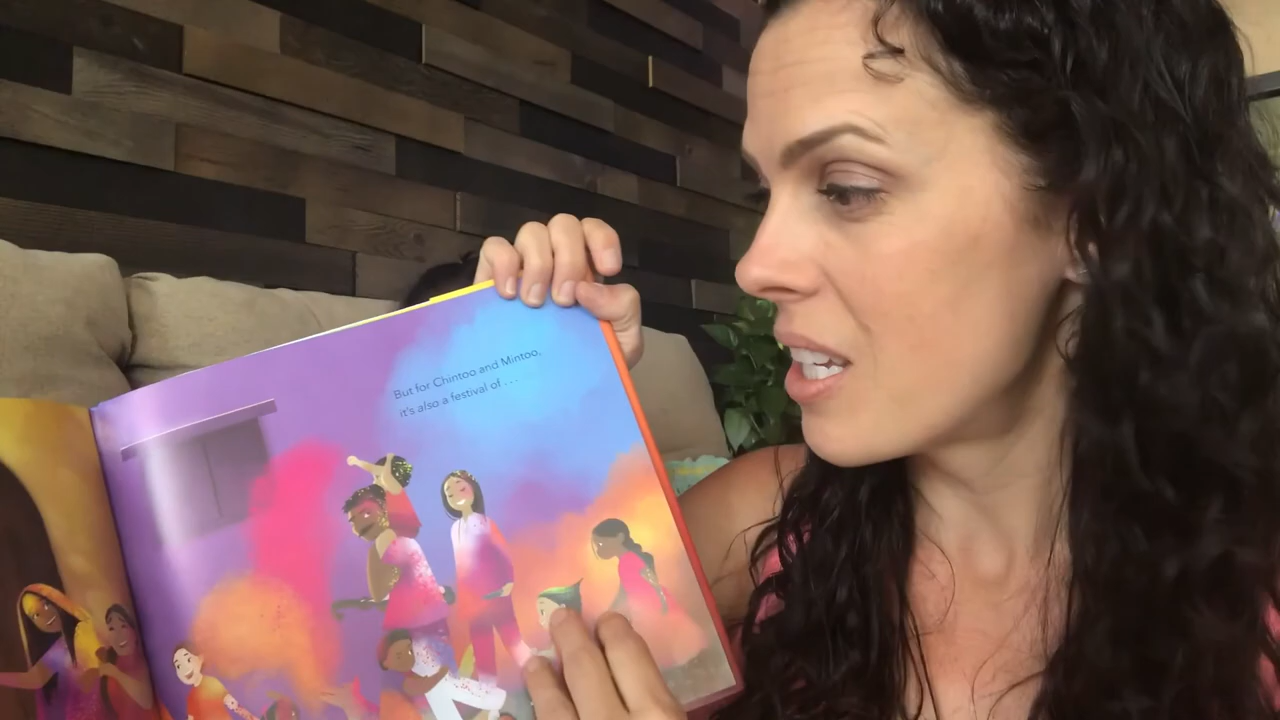 But for Chintoo and Mintoo,
it's also a festival of . . .